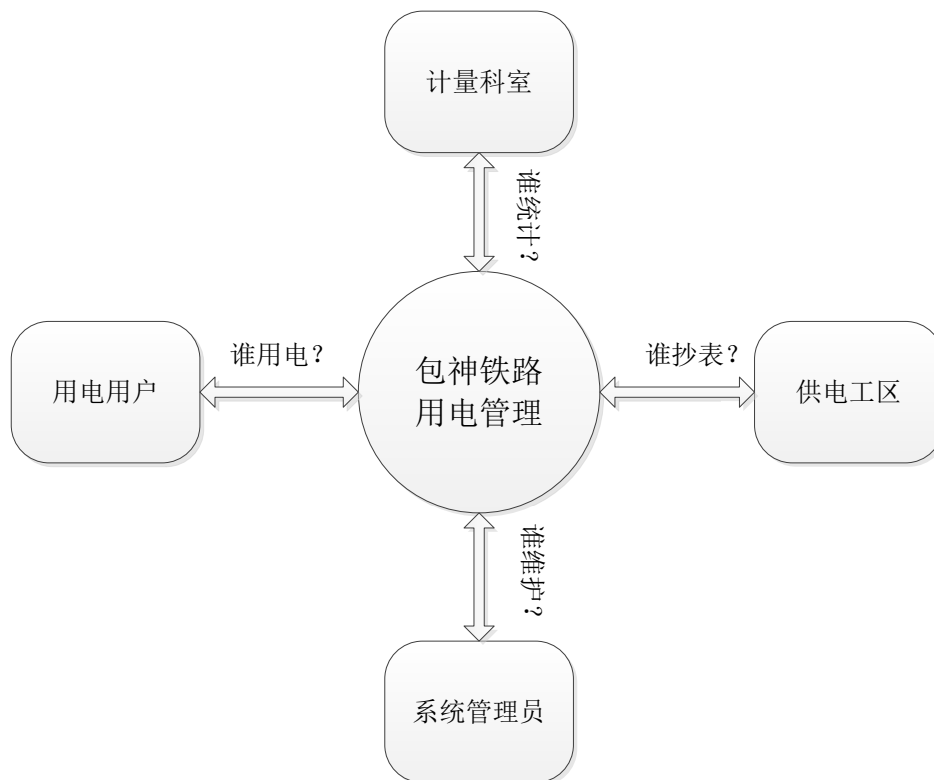 计量科室
谁统计？
谁用电？
谁抄表？
用电用户
包神铁路
用电管理
供电工区
谁维护？
系统管理员